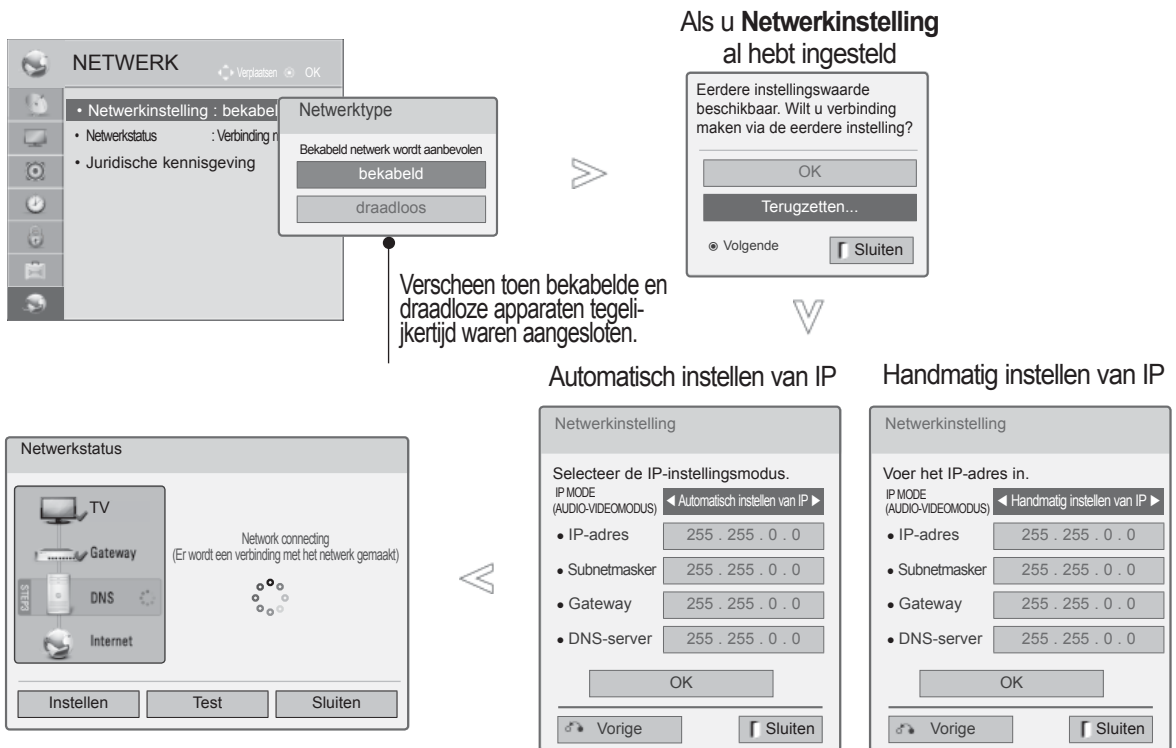 Als u Netwerkinstelling
al hebt ingesteld
NETWERK
Verplaatsen OK
• Netwerkinstelling : bekabel
• Netwerkstatus : Verbinding
• Juridische kennisgeving
Netwerktype
Bekabeld netwerk wordt aanbevolen
bekabeld
draadloos
Eerdere instellingswaarde
beschikbaar. Wilt u verbinding
maken via de eerdere instelling?
OK
Terugzetten...
Volgende
Sluiten
Verscheen toen bekabelde en
draadloze apparaten tegeli-
jkertijd waren aangesloten.
Automatisch instellen van IP
Netwerkinstelling
Selecteer de IP-instellingsmodus.
IP MODE
(AUDIO-VIDEOMODUS) ◀ Automatisch instellen van IP ▶
• IP-adres 255 . 255 . 0 . 0
• Subnetmasker 255 . 255 . 0 . 0
• Gateway 255 . 255 . 0 . 0
• DNS-server 255 . 255 . 0 . 0
OK
Vorige
Sluiten
Handmatig instellen van IP
Netwerkinstelling
Voer het IP-adres in.
IP MODE
(AUDIO-VIDEOMODUS) ◀ Handmatig instellen van IP ▶
• IP-adres 255 . 255 . 0 . 0
• Subnetmasker 255 . 255 . 0 . 0
• Gateway 255 . 255 . 0 . 0
• DNS-server 255 . 255 . 0 . 0
OK
Vorige
Sluiten
Netwerkstatus
TV
Gateway
STEP3
DNS
Internet
Network connecting
(Er wordt een verbinding met het netwerk gemaakt)
Instellen
Test
Sluiten